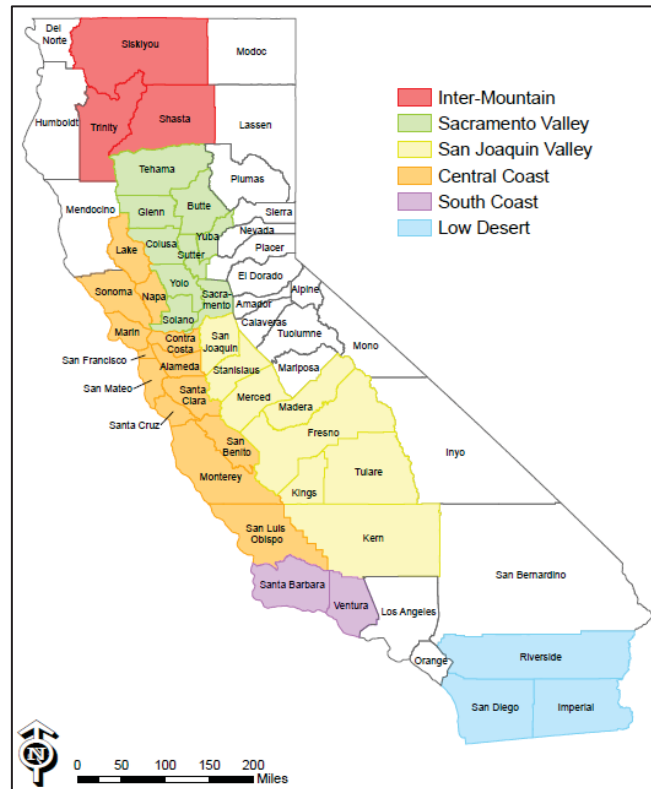 Del
Norte
Siskiyou
Modoc
Humboldt
Trinity
Shasta
Lassen
Inter-Mountain
Sacramento Valley
San Joaquin Valley
Central Coast
South Coast
Low Desert
Tehama
Plumas
Mendocino
Glenn
Butte
Sierra
Lake
Colusa
Yuba
Sutter
Nevada
Placer
Sonoma
Napa
Yolo
El Dorado
Sacra-
mento
Alpine
Amador
Solano
Marin
Calaveras
Contra
Costa
San
Joaquin
Tuolumne
Mono
San Francisco
Alameda
Stanislaus
Mariposa
San Mateo
Santa
Clara
Merced
Madera
Santa Cruz
San
Benito
Fresno
Inyo
Monterey
Kings
Tulare
San Luis
Obispo
Kern
Santa Barbara
Ventura
Los Angeles
San Bernardino
Orange
Riverside
San Diego
Imperial
N
0 50 100 150 200
Miles